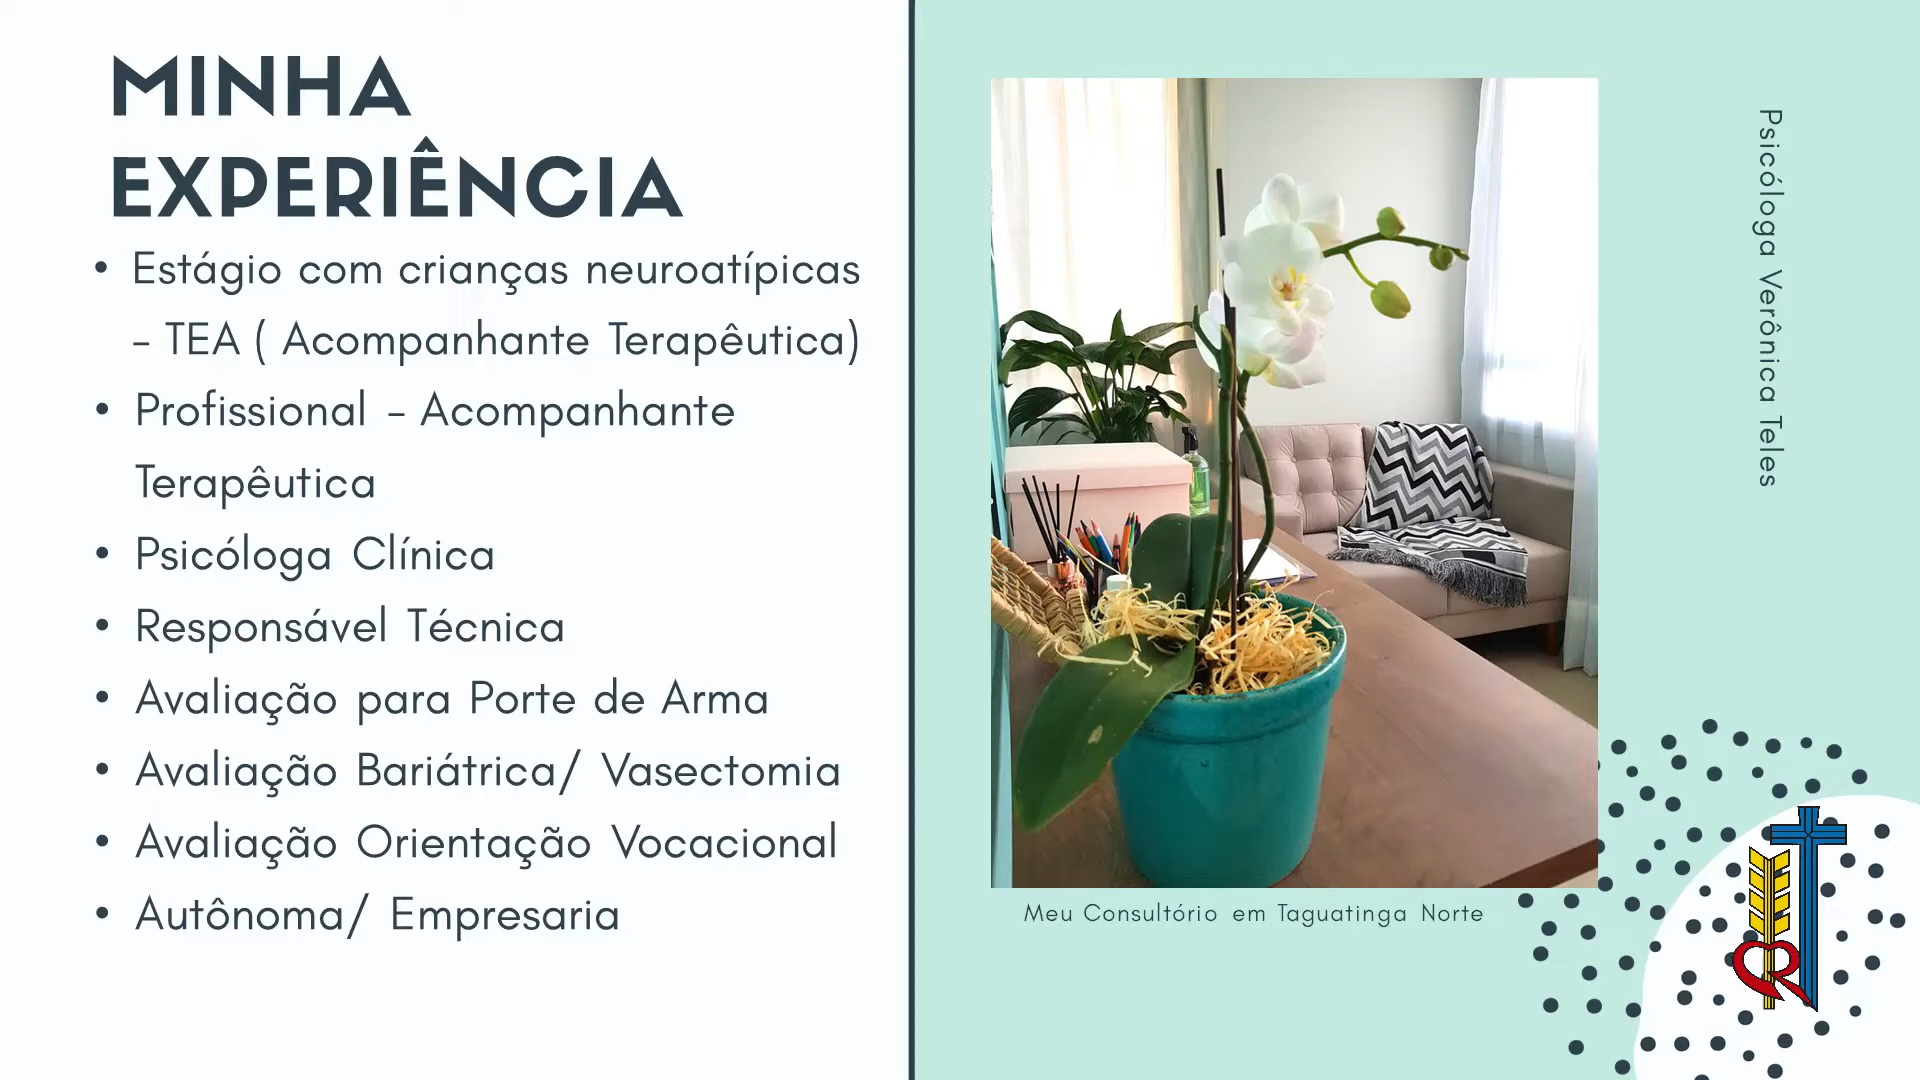 MINHA
EXPERIÊNCIA
• Estágio com crianças neuroatípicas
– TEA ( Acompanhante Terapêutica)
• Profissional – Acompanhante
Terapêutica
• Psicóloga Clínica
• Responsável Técnica
• Avaliação para Porte de Arma
• Avaliação Bariátrica/ Vasectomia
• Avaliação Orientação Vocacional
• Autônoma/ Empresaria
Meu Consultório em Taguatinga Norte
Psicóloga Verônica Teles